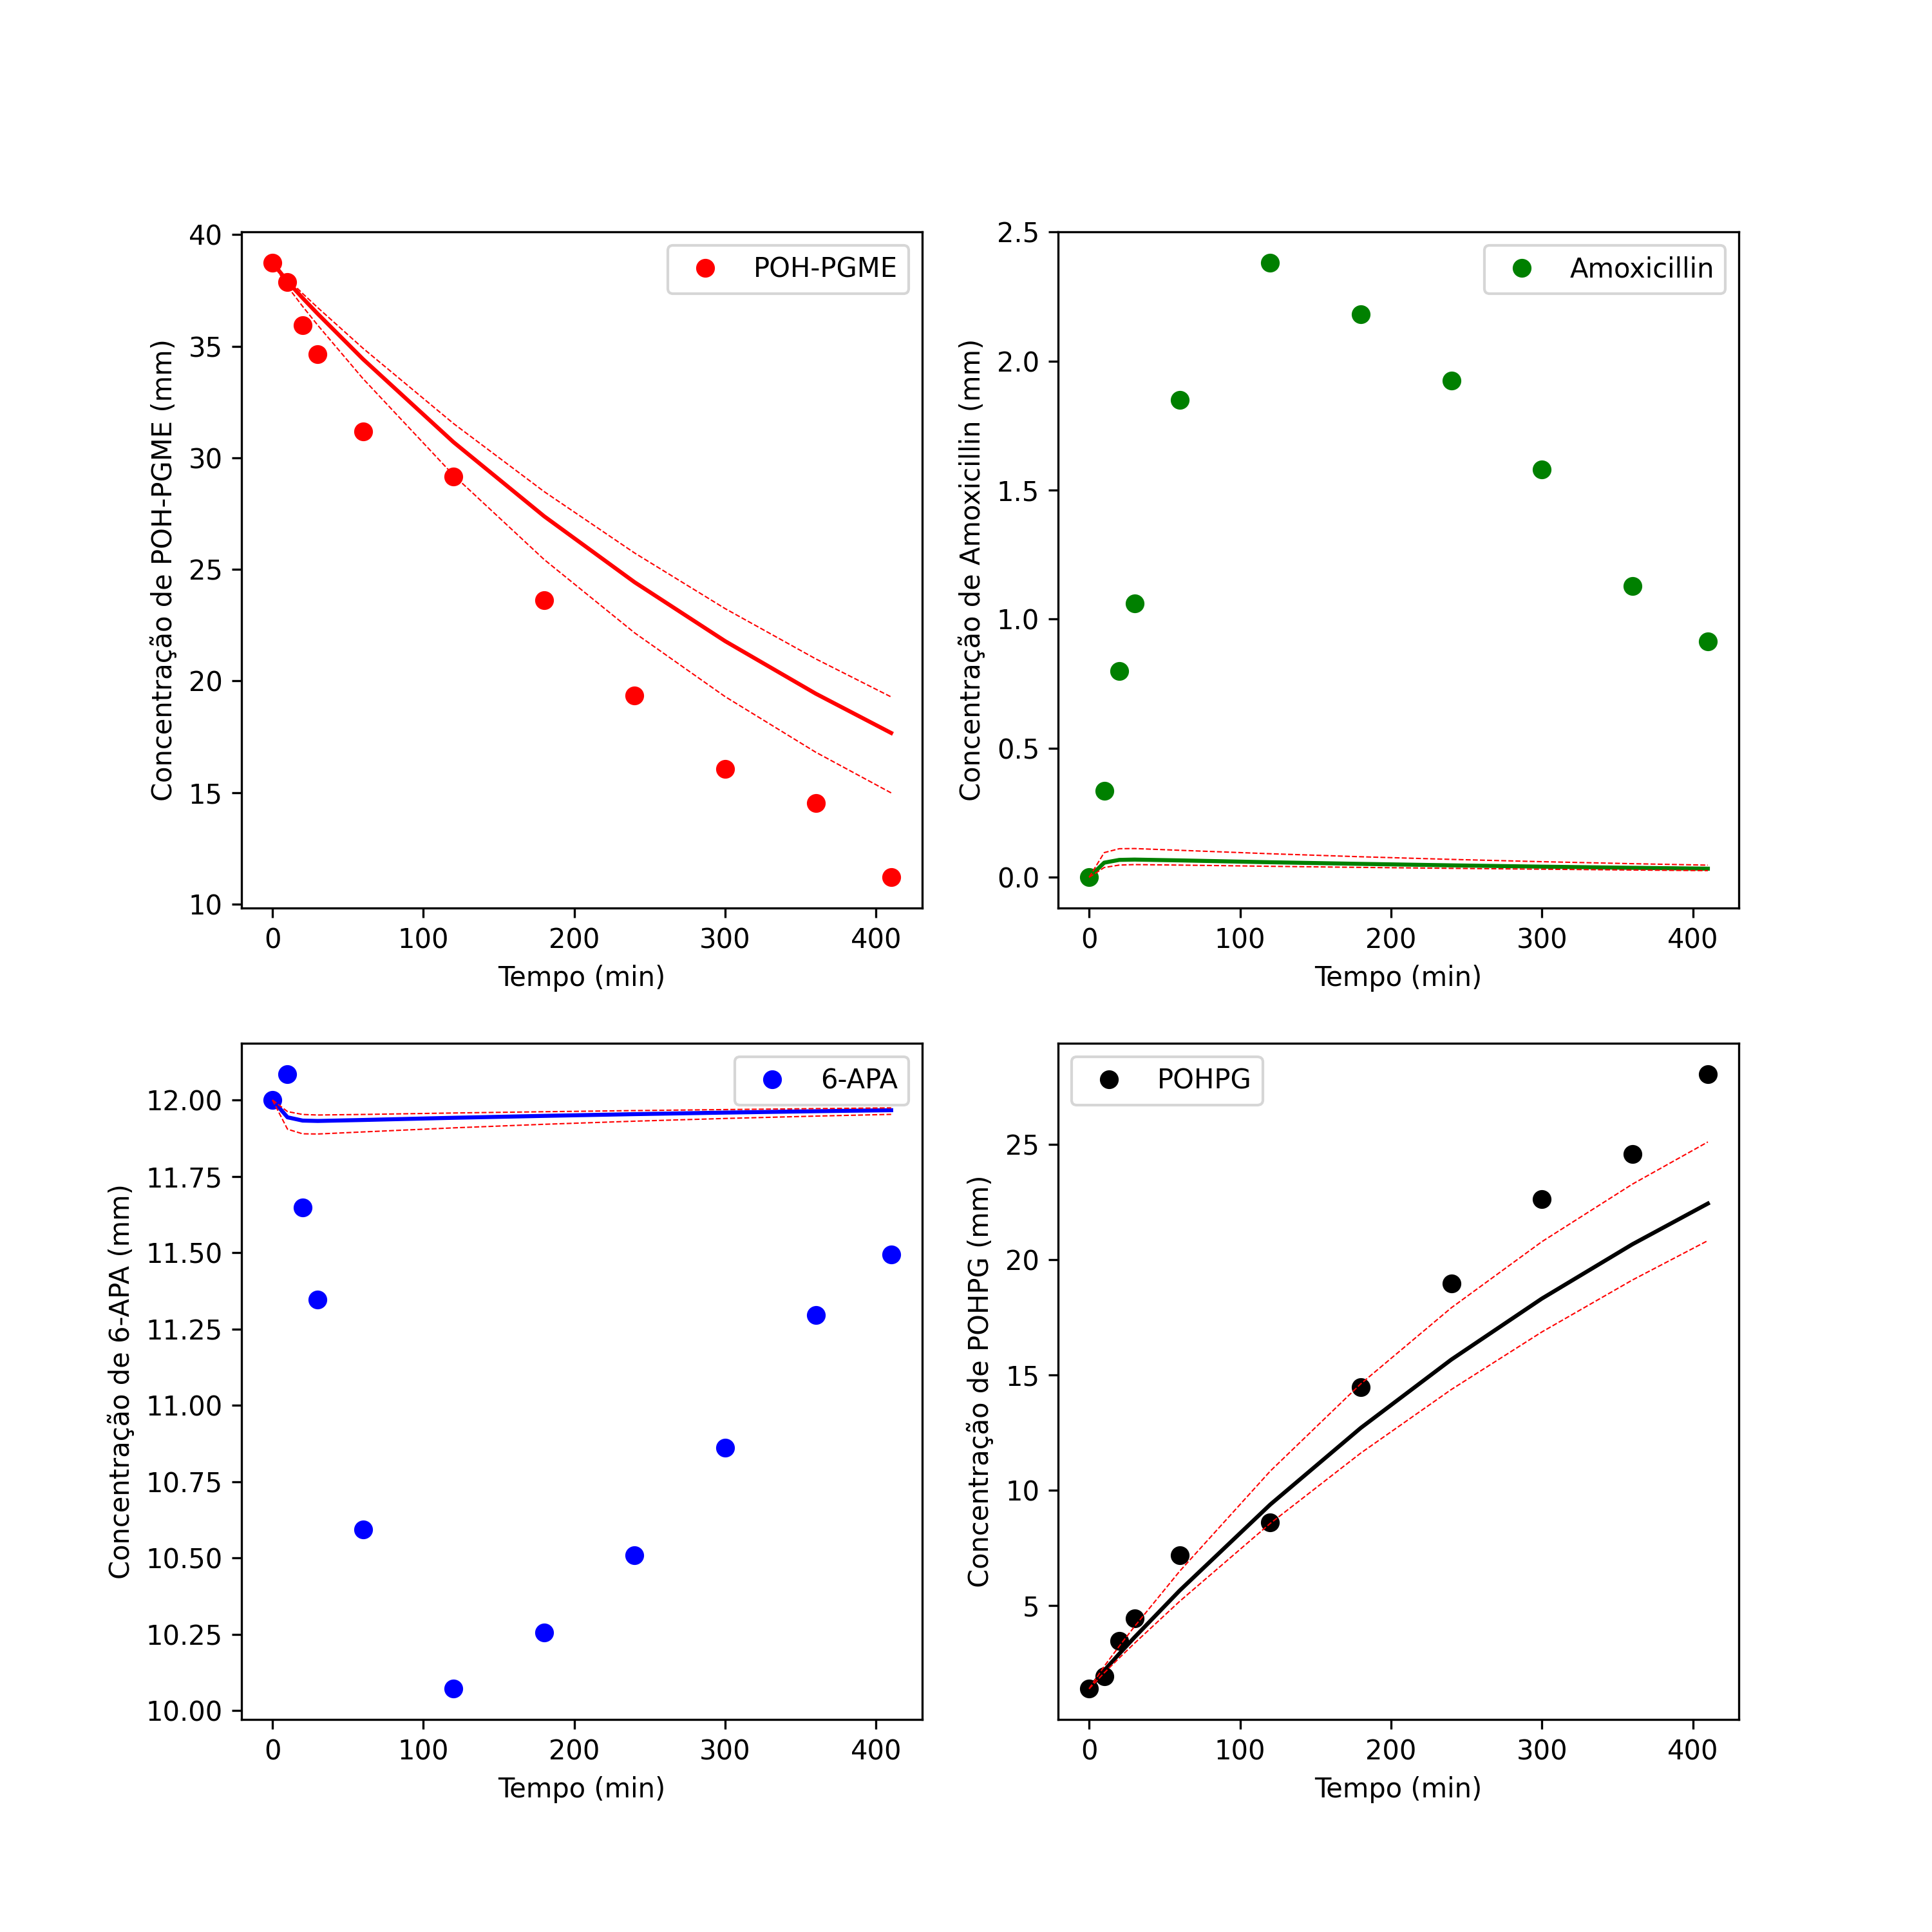 40
35
30
25
20
15
10
Concentração de POH-PGME (mm)
POH-PGME
0 100 200 300 400
Tempo (min)
2.5
2.0
1.5
1.0
0.5
0.0
Concentração de Amoxicillin (mm)
Amoxicillin
0 100 200 300 400
Tempo (min)
12.00
11.75
11.50
11.25
11.00
10.75
10.50
10.25
10.00
Concentração de 6-APA (mm)
6-APA
0 100 200 300 400
Tempo (min)
25
20
15
10
5
Concentração de POHPG (mm)
POHPG
0 100 200 300 400
Tempo (min)